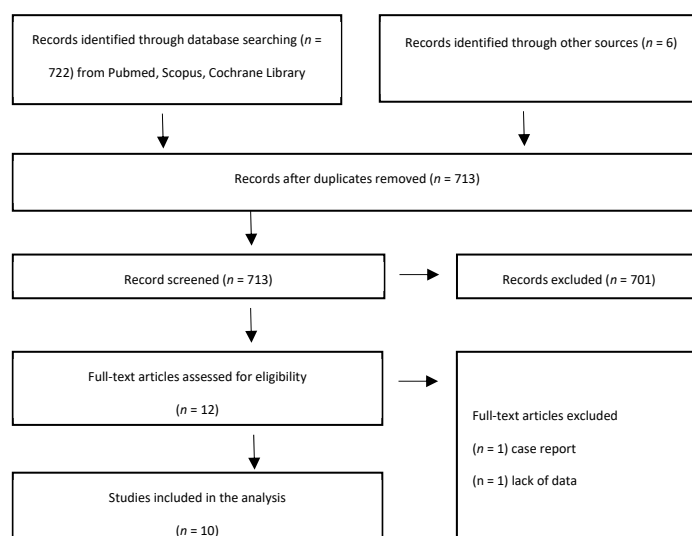 Records identified through database searching (n =
722) from Pubmed, Scopus, Cochrane Library
Records identified through other sources (n = 6)
Records after duplicates removed (n = 713)
Record screened (n = 713)
Records excluded (n = 701)
Full-text articles assessed for eligibility
(n = 12)
Full-text articles excluded
(n = 1) case report
(n = 1) lack of data
Studies included in the analysis
(n = 10)